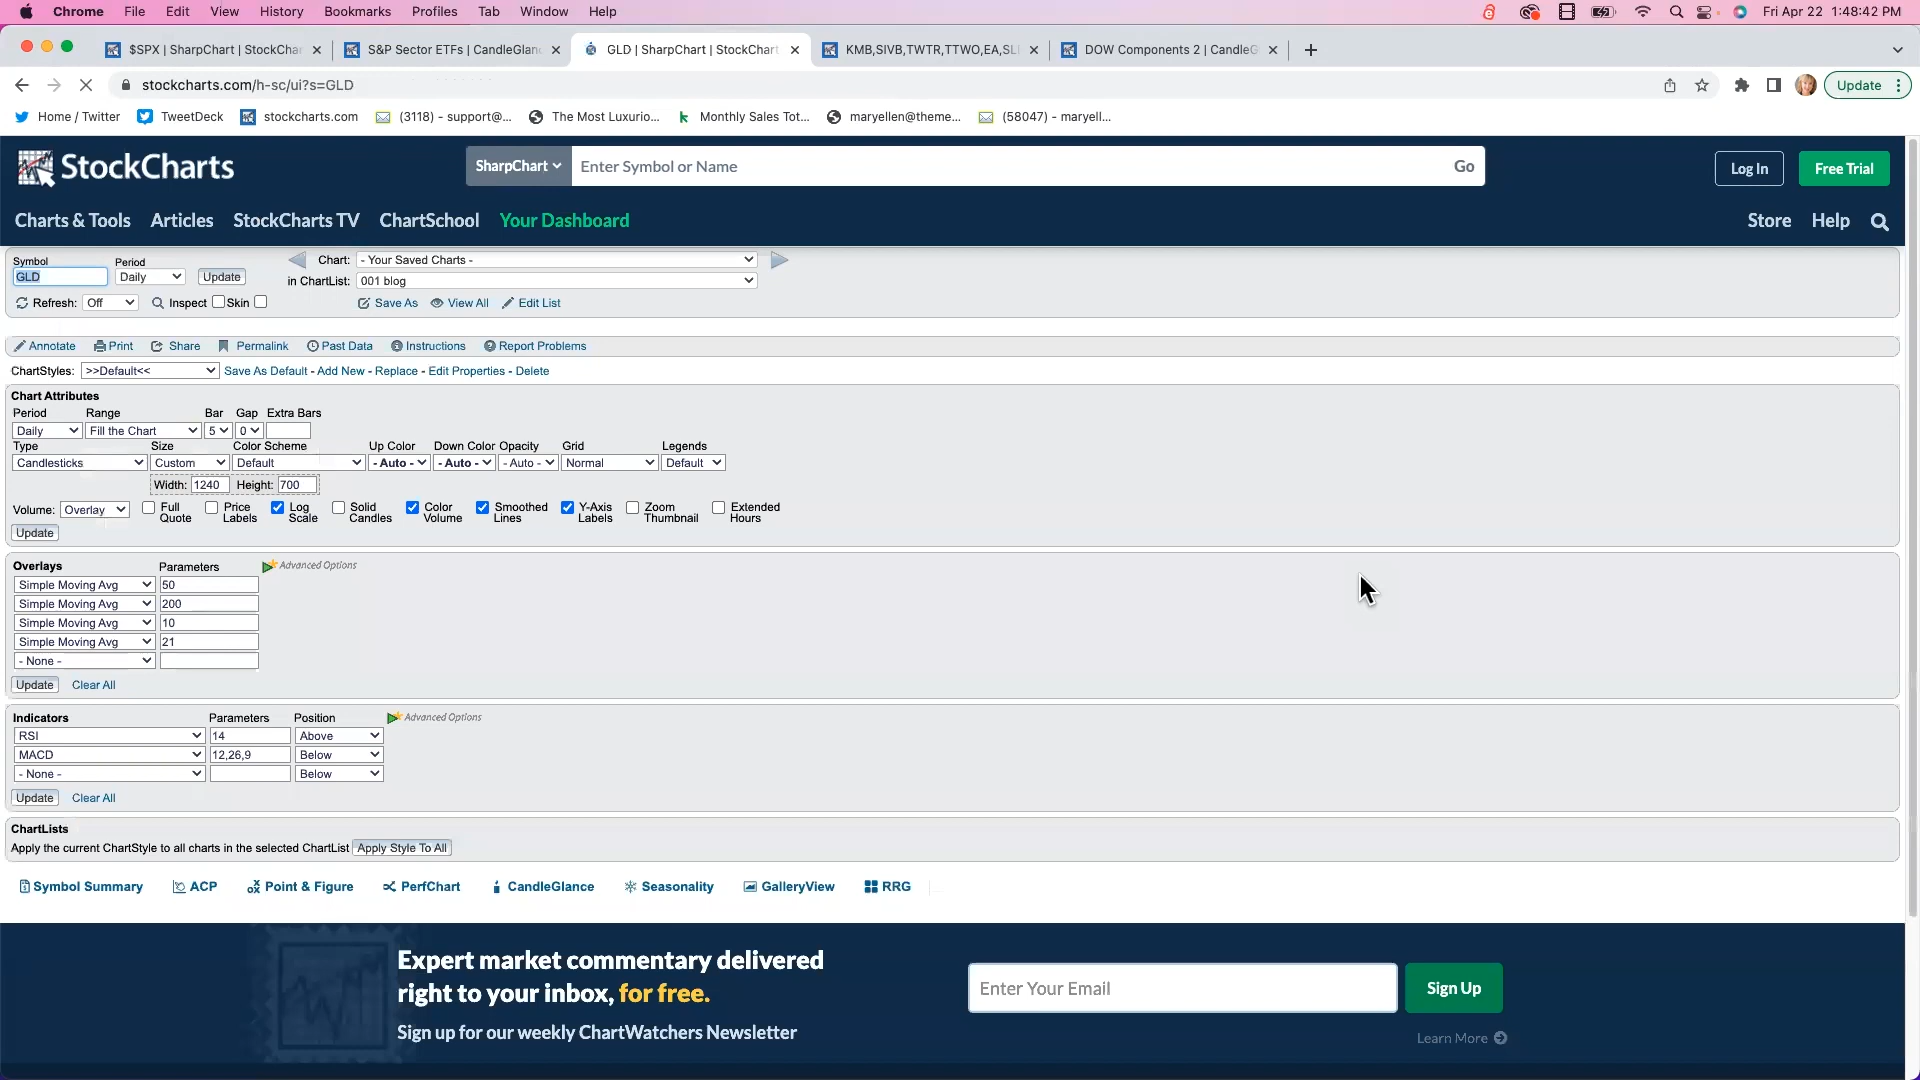 Chrome File Edit View History Bookmarks Profiles Tab Window Help Fri Apr 22 1:48:42 PM
$SPX | SharpChart | StockChar S&P Sector ETFs | CandleGlanc GLD | SharpChart | StockChart KMB,SIVB,TWTR,TTWO,EA,SL DOW Components 2 | CandleG
stockcharts.com/h-sc/ui?s=GLD Update
Home / Twitter TweetDeck stockcharts.com (3118) - support@... The Most Luxurio... Monthly Sales Tot... maryellen@theme... (58047) - maryell...
StockCharts SharpChart Enter Symbol or Name Go Log In Free Trial
Charts & Tools Articles StockCharts TV ChartSchool Your Dashboard Store Help
Symbol Period Chart: - Your Saved Charts -
GLD Daily Update in ChartList: 001 blog
Refresh: Off Inspect Skin Save As View All Edit List
Annotate Print Share Permalink Past Data Instructions Report Problems
ChartStyles: >>Default<< Save As Default - Add New - Replace - Edit Properties - Delete
Chart Attributes
Period Range Bar Gap Extra Bars
Daily Fill the Chart 5 0
Type Size Color Scheme Up Color Down Color Opacity Grid Legends
Candlesticks Custom Default - Auto - - Auto - - Auto - Normal Default
Width: 1240 Height: 700
Volume: Overlay Full Quote Price Labels Log Scale Solid Candles Color Volume Smoothed Lines Y-Axis Labels Zoom Thumbnail Extended Hours
Update
Overlays Parameters Advanced Options
Simple Moving Avg 50
Simple Moving Avg 200
Simple Moving Avg 10
Simple Moving Avg 21
- None -
Update Clear All
Indicators Parameters Position Advanced Options
RSI 14 Above
MACD 12,26,9 Below
- None - Below
Update Clear All
ChartLists
Apply the current ChartStyle to all charts in the selected ChartList Apply Style To All
Symbol Summary ACP Point & Figure PerfChart CandleGlance Seasonality GalleryView RRG
Expert market commentary delivered
right to your inbox, for free.
Enter Your Email Sign Up
Sign up for our weekly ChartWatchers Newsletter
Learn More